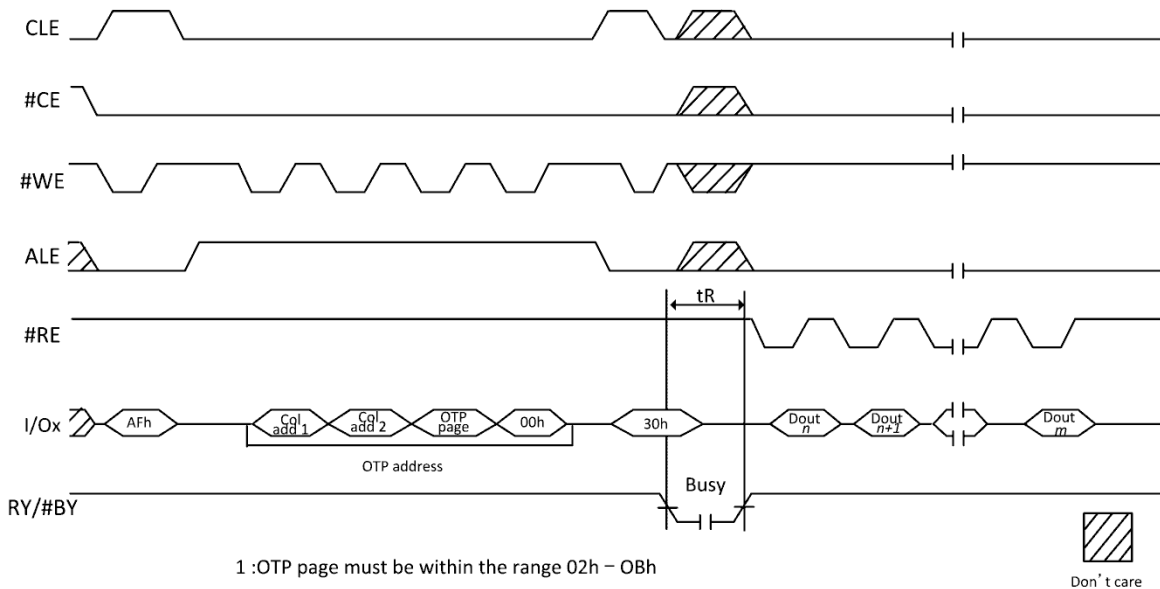 CLE
#CE
#WE
ALE
tR
#RE
I/Ox AFh Col add 1 Col add 2 OTP page 00h 30h Dout n Dout n+1 Dout m
OTP address
Busy
RY/#BY
1 :OTP page must be within the range 02h – OBh
Don't care